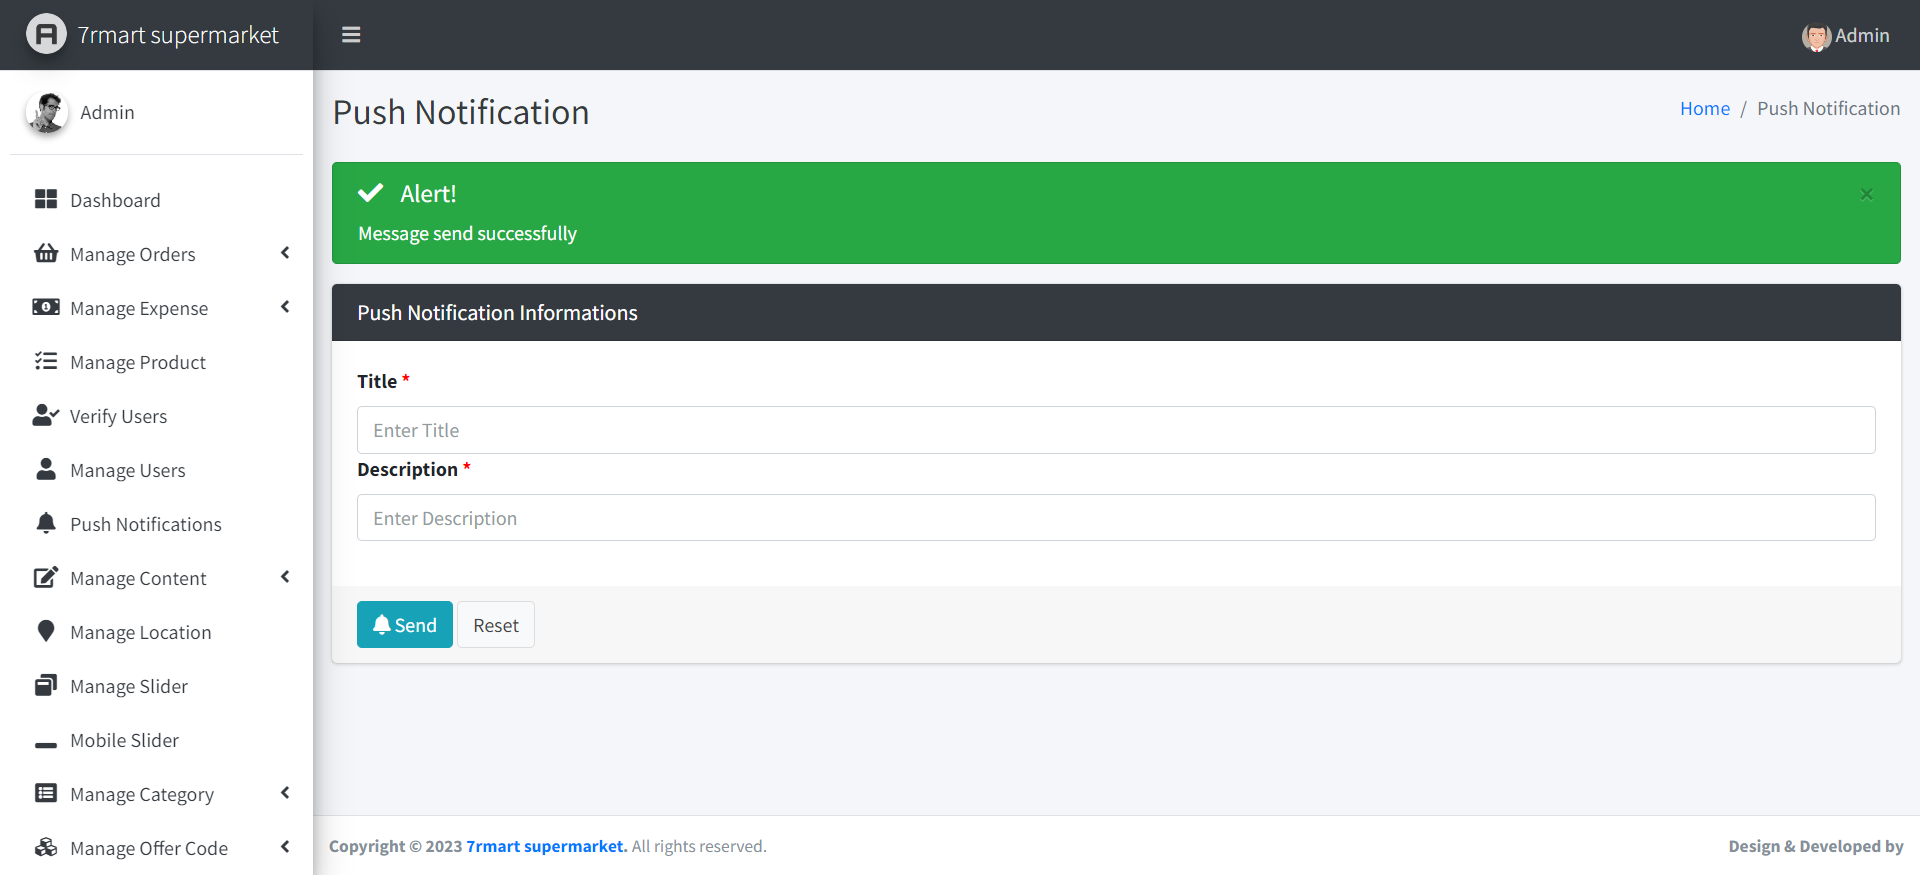 7rmart supermarket
Admin
Admin
Dashboard
Manage Orders
Manage Expense
Manage Product
Verify Users
Manage Users
Push Notifications
Manage Content
Manage Location
Manage Slider
Mobile Slider
Manage Category
Manage Offer Code
Push Notification
Home / Push Notification
Alert!
×
Message send successfully
Push Notification Informations
Title *
Enter Title
Description *
Enter Description
Send
Reset
Copyright © 2023 7rmart supermarket. All rights reserved.
Design & Developed by